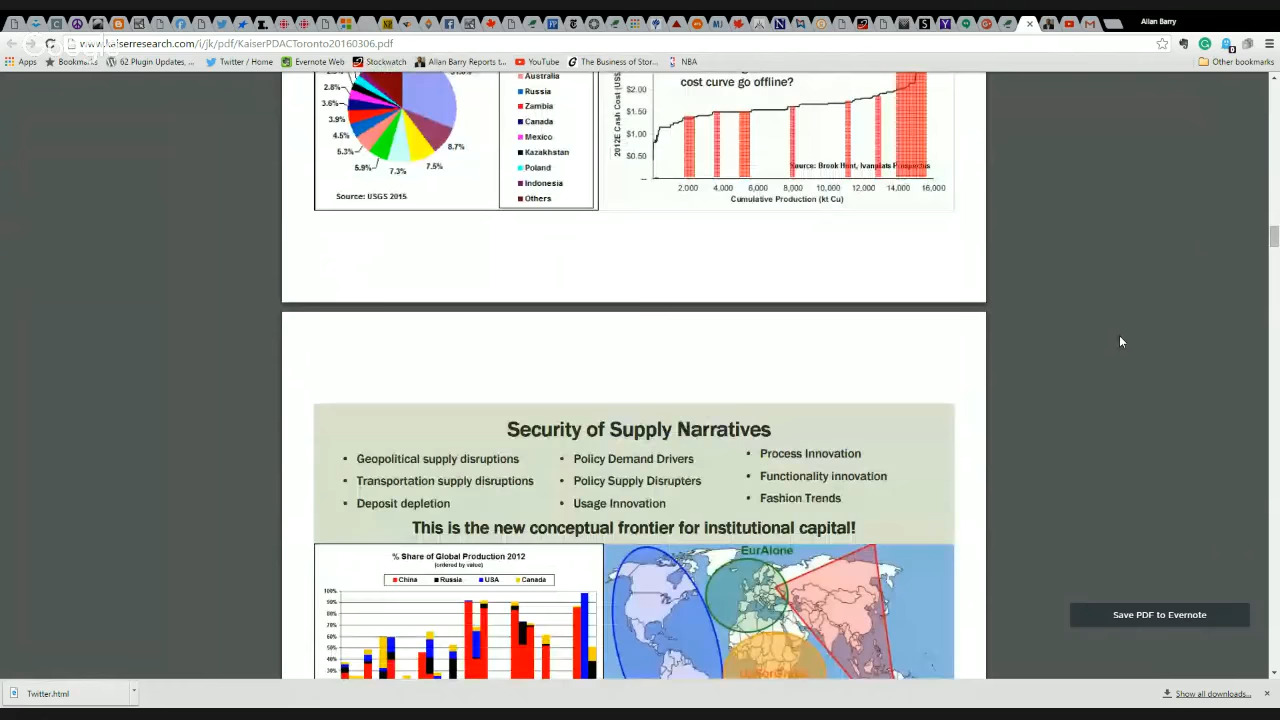 Allan Barry
www.kaiserresearch.com/i/jk/pdf/KaiserPDACToronto20160306.pdf
Apps
Bookmarks
62 Plugin Updates, ...
Twitter / Home
Evernote Web
Stockwatch
Allan Barry Reports t...
YouTube
The Business of Stor...
NBA
Other bookmarks
2.8%
3.6%
3.9%
4.5%
5.3%
5.9%
7.3%
7.5%
8.7%
Source: USGS 2015
Australia
Russia
Zambia
Canada
Mexico
Kazakhstan
Poland
Indonesia
Others
cost curve go offline?
2012E Cash Cost (US$
$2.00
$1.50
$1.00
$0.50
Source: Brook Hunt, Ivanplats Prospectus
2,000 4,000 6,000 8,000 10,000 12,000 14,000 16,000
Cumulative Production (kt Cu)
Security of Supply Narratives
• Geopolitical supply disruptions
• Transportation supply disruptions
• Deposit depletion
• Policy Demand Drivers
• Policy Supply Disrupters
• Usage Innovation
• Process Innovation
• Functionality innovation
• Fashion Trends
This is the new conceptual frontier for institutional capital!
% Share of Global Production 2012
(ordered by value)
China Russia USA Canada
100%
90%
80%
70%
60%
50%
40%
30%
EurAlone
Save PDF to Evernote
Twitter.html
Show all downloads...